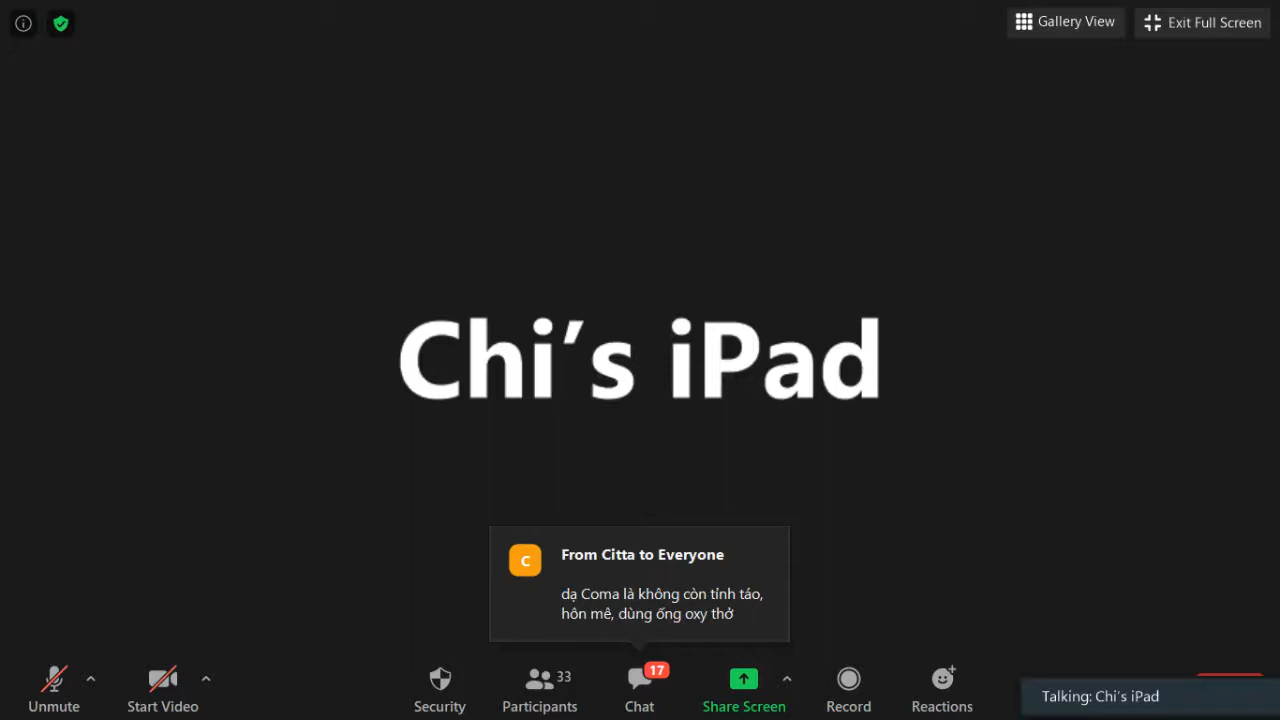 Gallery View
Exit Full Screen
Chi's iPad
C
From Citta to Everyone
dạ Coma là không còn tỉnh táo,
hôn mê, dùng ống oxy thở
33
17
Unmute
Start Video
Security
Participants
Chat
Share Screen
Record
Reactions
Talking: Chi's iPad